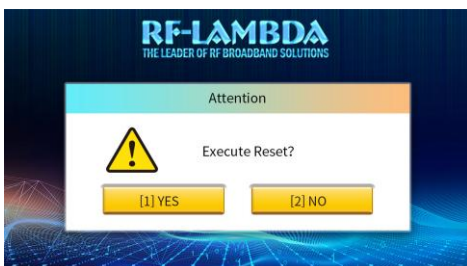 RF-LAMBDA
THE LEADER OF RF BROADBAND SOLUTIONS
Attention
Execute Reset?
[1] YES
[2] NO